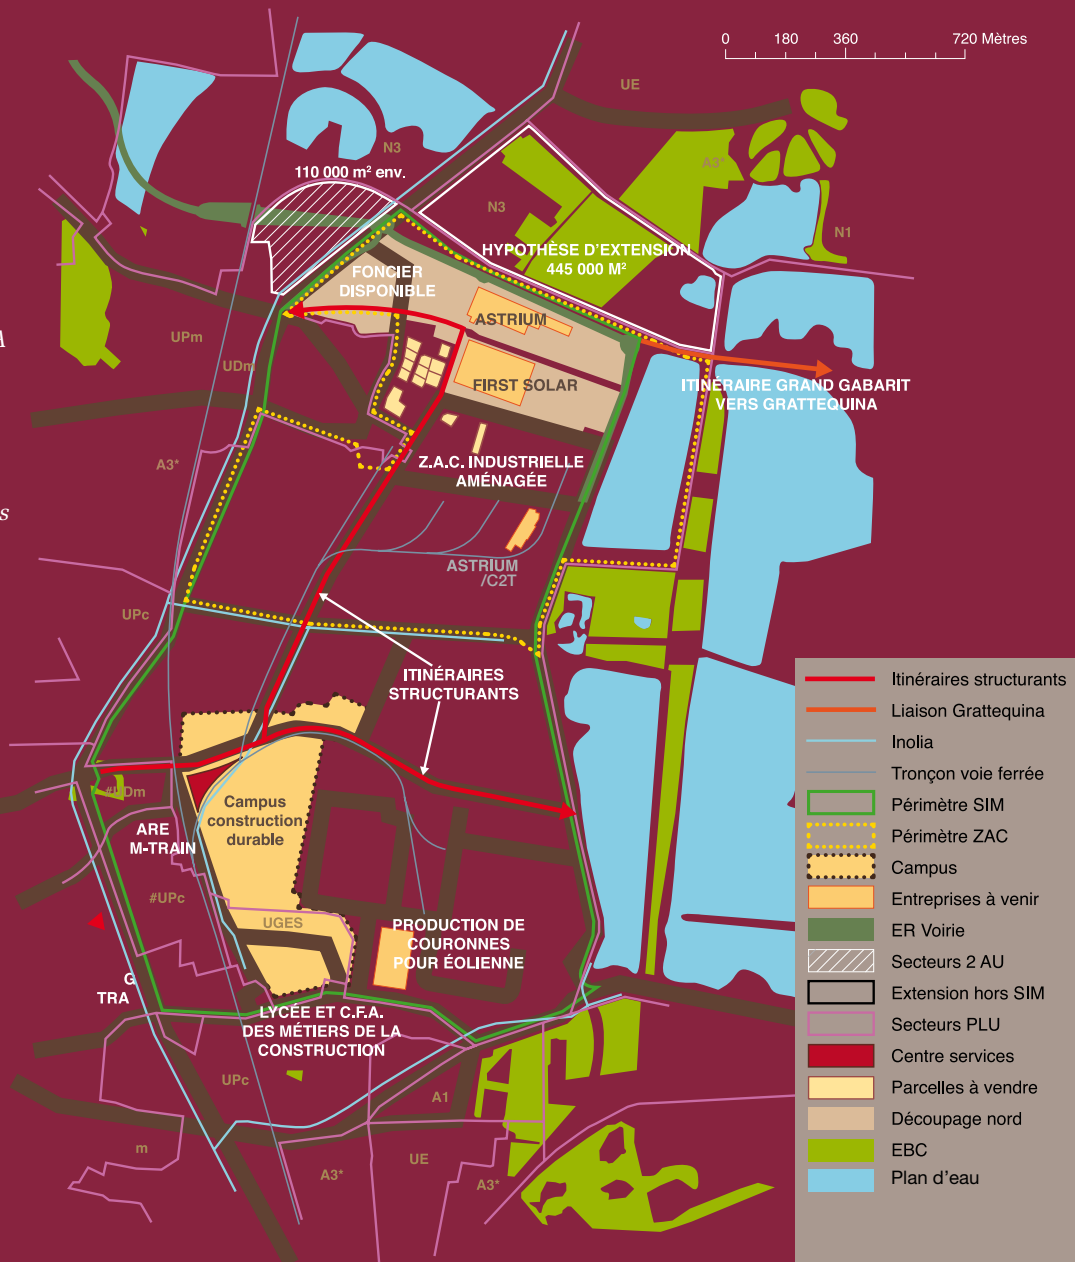 0 180 360 720 Mètres
UE
N3
A3*
110 000 m² env.
N3
N1
HYPOTHÈSE D'EXTENSION
445 000 M²
FONCIER
DISPONIBLE
ASTRIUM
A
UPm
UDm
FIRST SOLAR
ITINÉRAIRE GRAND GABARIT
VERS GRATTEQUINA
A3*
Z.A.C. INDUSTRIELLE
AMÉNAGÉE
s
ASTRIUM
/C2T
UPc
ITINÉRAIRES
STRUCTURANTS
#UDm
Campus
construction
durable
ARE
M-TRAIN
#UPc
UGES
PRODUCTION DE
COURONNES
POUR ÉOLIENNE
G
TRA
LYCÉE ET C.F.A.
DES MÉTIERS DE LA
CONSTRUCTION
UPc
A1
m
A3*
UE
A3*
Itinéraires structurants
Liaison Grattequina
Inolia
Tronçon voie ferrée
Périmètre SIM
Périmètre ZAC
Campus
Entreprises à venir
ER Voirie
Secteurs 2 AU
Extension hors SIM
Secteurs PLU
Centre services
Parcelles à vendre
Découpage nord
EBC
Plan d'eau